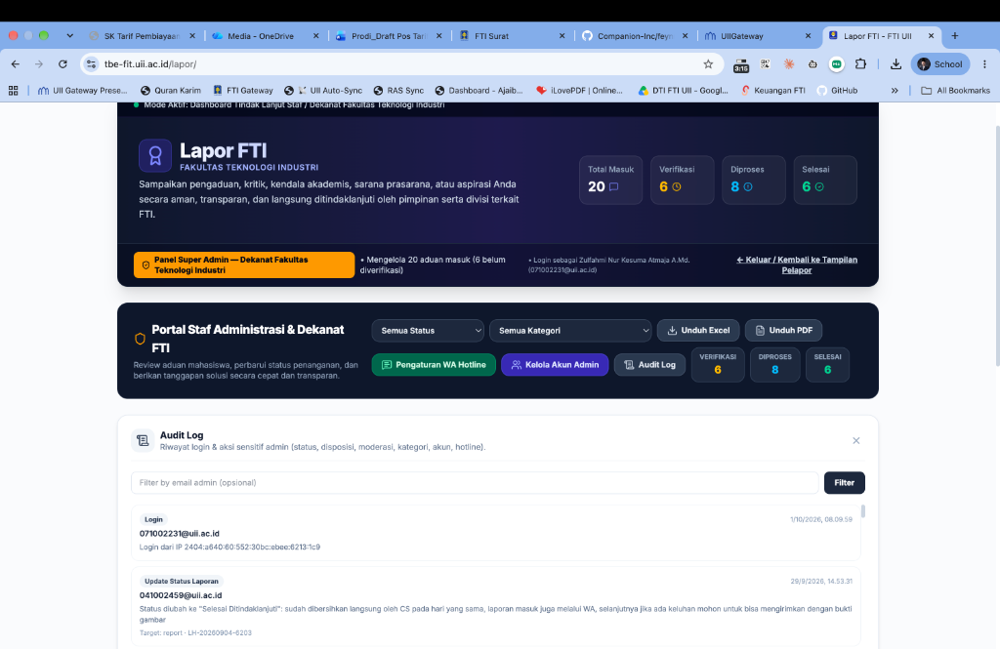 SK Tarif Pembiayaan
Media - OneDrive
Prodi_Draft Pos Tari
FTI Surat
Companion-Inc/feyn
UIIGateway
Lapor FTI - FTI UII
tbe-fit.uii.ac.id/lapor/
3:15
School
UII Gateway Prese...
Quran Karim
FTI Gateway
UII Auto-Sync
RAS Sync
Dashboard - Ajaib...
iLovePDF | Online...
DTI FTI UII - Googl...
Keuangan FTI
GitHub
»
All Bookmarks
Mode Aktif: Dashboard Tindak Lanjut Staf / Dekanat Fakultas Teknologi Industri
Lapor FTI
FAKULTAS TEKNOLOGI INDUSTRI
Sampaikan pengaduan, kritik, kendala akademis, sarana prasarana, atau aspirasi Anda
secara aman, transparan, dan langsung ditindaklanjuti oleh pimpinan serta divisi terkait
FTI.
Total Masuk
20
Verifikasi
6
Diproses
8
Selesai
6
Panel Super Admin — Dekanat Fakultas
Teknologi Industri
• Mengelola 20 aduan masuk (6 belum
diverifikasi)
• Login sebagai Zulfahmi Nur Kesuma Atmaja A.Md.
(071002231@uii.ac.id)
← Keluar / Kembali ke Tampilan
Pelapor
Portal Staf Administrasi & Dekanat
FTI
Review aduan mahasiswa, perbarui status penanganan, dan
berikan tanggapan solusi secara cepat dan transparan.
Semua Status
Semua Kategori
Unduh Excel
Unduh PDF
Pengaturan WA Hotline
Kelola Akun Admin
Audit Log
VERIFIKASI
6
DIPROSES
8
SELESAI
6
Audit Log
Riwayat login & aksi sensitif admin (status, disposisi, moderasi, kategori, akun, hotline).
Filter by email admin (opsional)
Filter
Login
1/10/2026, 08.09.59
071002231@uii.ac.id
Login dari IP 2404:a640:60:552:30bc:ebee:6213:1c9
Update Status Laporan
29/9/2026, 14.53.31
041002459@uii.ac.id
Status diubah ke "Selesai Ditindaklanjuti": sudah dibersihkan langsung oleh CS pada hari yang sama, laporan masuk juga melalui WA, selanjutnya jika ada keluhan mohon untuk bisa mengirimkan dengan bukti
gambar
Target: report · LH-20260904-6203